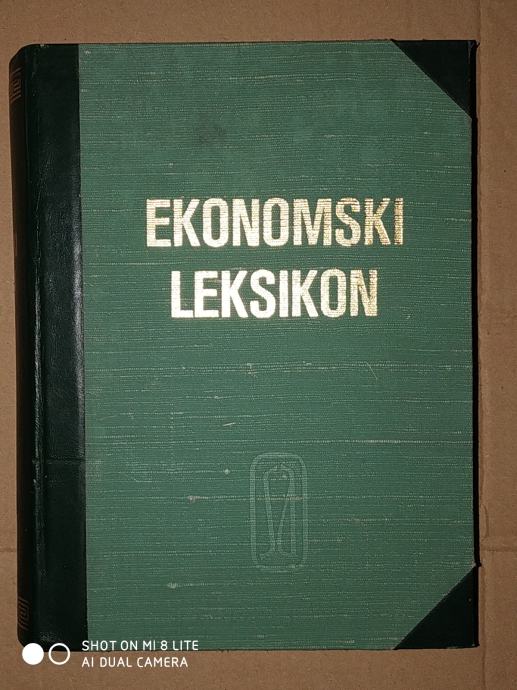 EKONOMSKI
LEKSIKON
SHOT ON MI 8 LITE
AI DUAL CAMERA